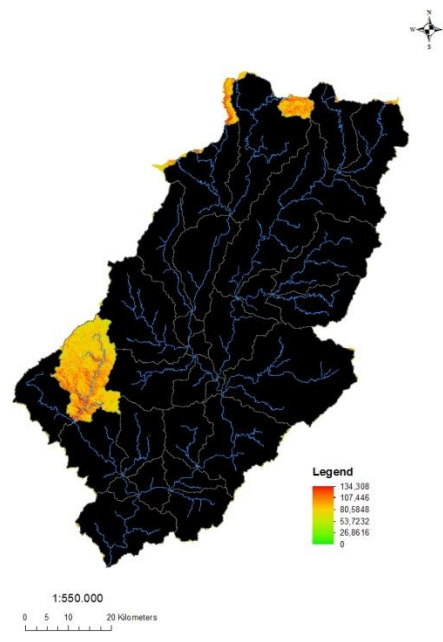 N
W E
S
Legend
134,308
107,446
80,5848
53,7232
26,8616
0
1:550.000
0 5 10 20 Kilometers